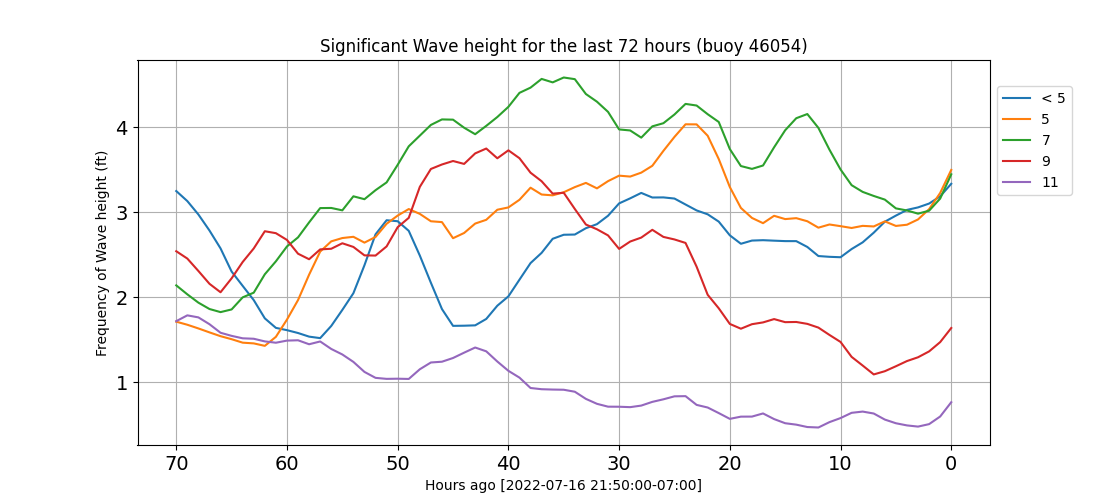 Significant Wave height for the last 72 hours (buoy 46054)
Frequency of Wave height (ft)
4
3
2
1
< 5
5
7
9
11
70 60 50 40 30 20 10 0
Hours ago [2022-07-16 21:50:00-07:00]